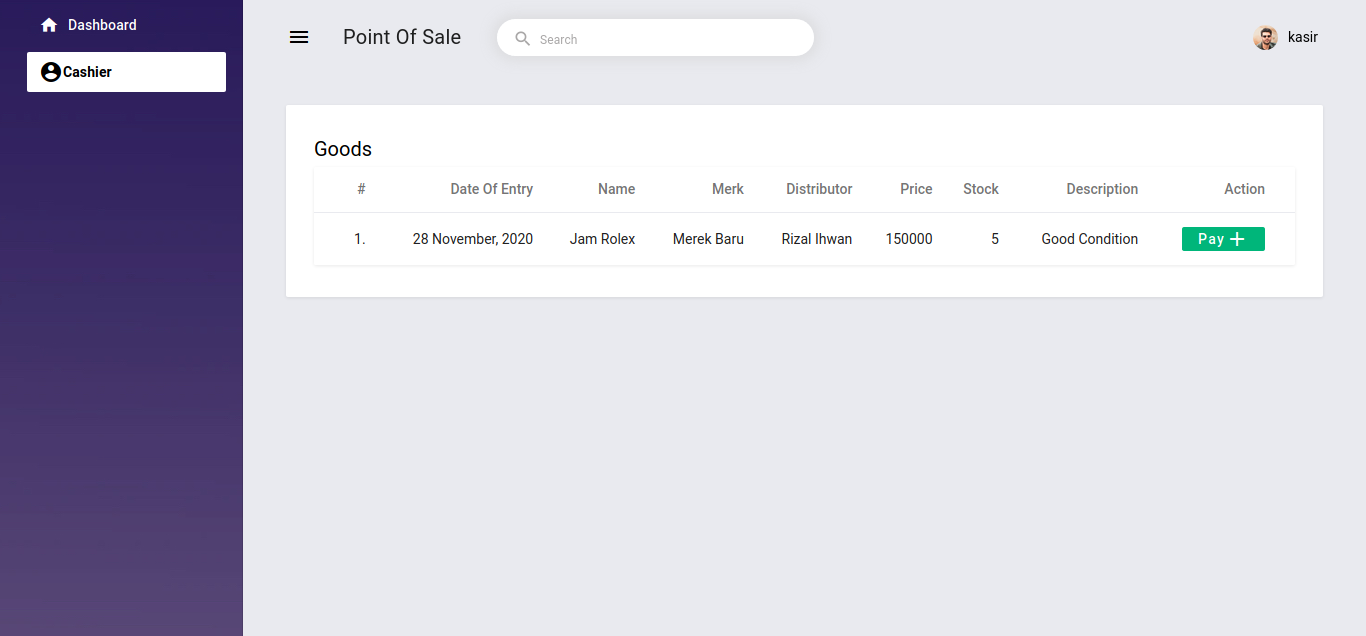 Dashboard
Cashier
Point Of Sale
Search
kasir
Goods
# Date Of Entry Name Merk Distributor Price Stock Description Action
1. 28 November, 2020 Jam Rolex Merek Baru Rizal Ihwan 150000 5 Good Condition Pay +